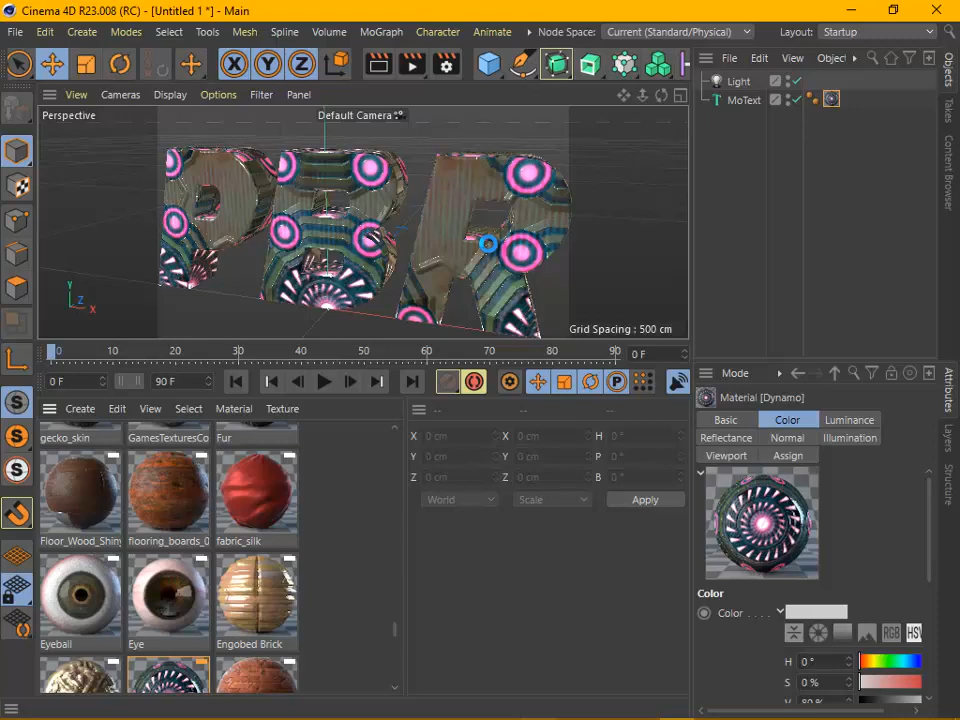 Cinema 4D R23.008 (RC) - [Untitled 1 *] - Main
File Edit Create Modes Select Tools Mesh Spline Volume MoGraph Character Animate Node Space: Current (Standard/Physical) Layout: Startup
X Y Z
File Edit View Object
View Cameras Display Options Filter Panel
Light
MoText
Perspective
Default Camera
Objects
Takes
Content Browser
PBR
Y
Z
X
Grid Spacing : 500 cm
0 10 20 30 40 50 60 70 80 90
0 F
0 F
90 F
P
Mode
Material [Dynamo]
Basic Color Luminance
Reflectance Normal Illumination
Viewport Assign
Attributes
Layers
Structure
Create Edit View Select Material Texture
-- -- --
gecko_skin GamesTexturesCo Fur
Floor_Wood_Shiny flooring_boards_0 fabric_silk
Eyeball Eye Engobed Brick
X 0 cm X 0 cm H 0 °
Y 0 cm Y 0 cm P 0 °
Z 0 cm Z 0 cm B 0 °
World Scale Apply
S
S
S
Color
Color . . . .
RGB HSV
H 0 °
S 0 %
V 80 %